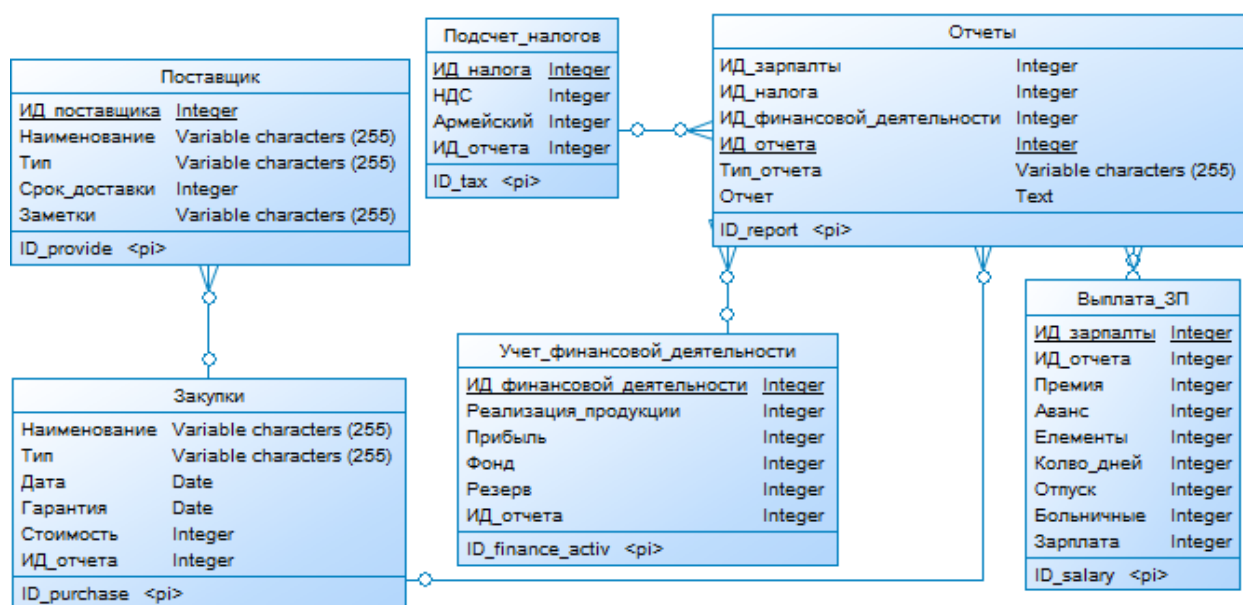 Поставщик
ИД_поставщика Integer
Наименование Variable characters (255)
Тип Variable characters (255)
Срок_доставки Integer
Заметки Variable characters (255)
ID_provide <pi>
Подсчет_налогов
ИД_налога Integer
НДС Integer
Армейский Integer
ИД_отчета Integer
ID_tax <pi>
Отчеты
ИД_зарпалты Integer
ИД_налога Integer
ИД_финансовой_деятельности Integer
ИД_отчета Integer
Тип_отчета Variable characters (255)
Отчет Text
ID_report <pi>
Закупки
Наименование Variable characters (255)
Тип Variable characters (255)
Дата Date
Гарантия Date
Стоимость Integer
ИД_отчета Integer
ID_purchase <pi>
Учет_финансовой_деятельности
ИД_финансовой_деятельности Integer
Реализация_продукции Integer
Прибыль Integer
Фонд Integer
Резерв Integer
ИД_отчета Integer
ID_finance_activ <pi>
Выплата_ЗП
ИД_зарпалты Integer
ИД_отчета Integer
Премия Integer
Аванс Integer
Елементы Integer
Колво_дней Integer
Отпуск Integer
Больничные Integer
Зарплата Integer
ID_salary <pi>